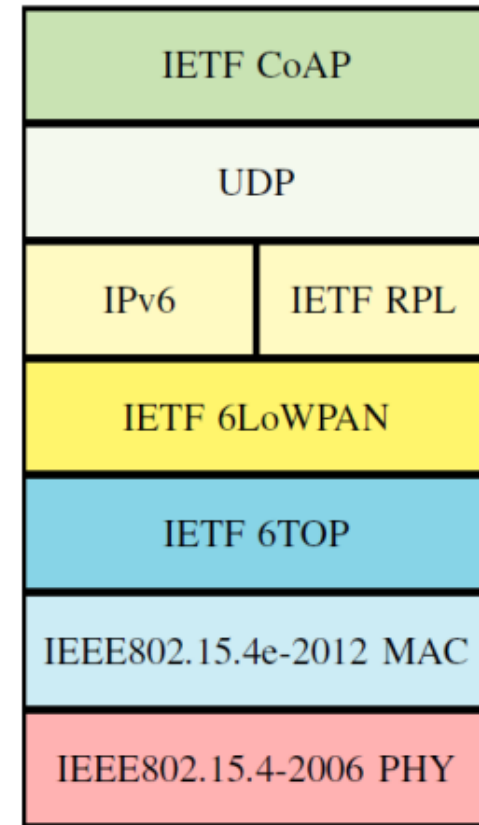 IETF CoAP
UDP
IPv6
IETF RPL
IETF 6LoWPAN
IETF 6TOP
IEEE802.15.4e-2012 MAC
IEEE802.15.4-2006 PHY